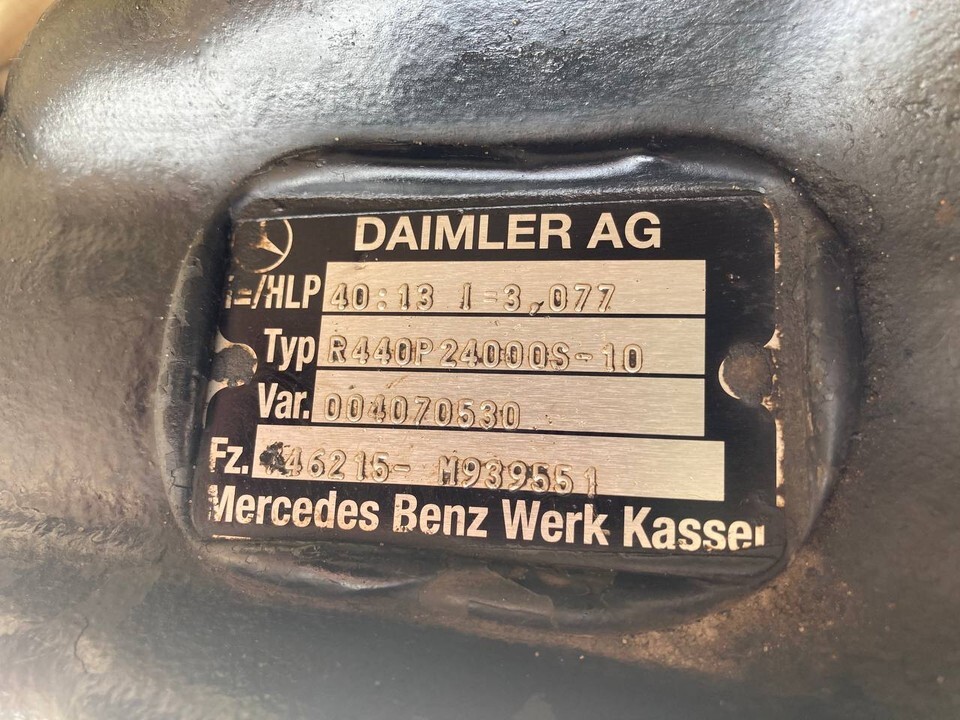 DAIMLER AG
i=/HLP 40:13 I=3,077
Typ R440P24000S-10
Var. 004070530
Fz. 46215- M939551
Mercedes Benz Werk Kassel